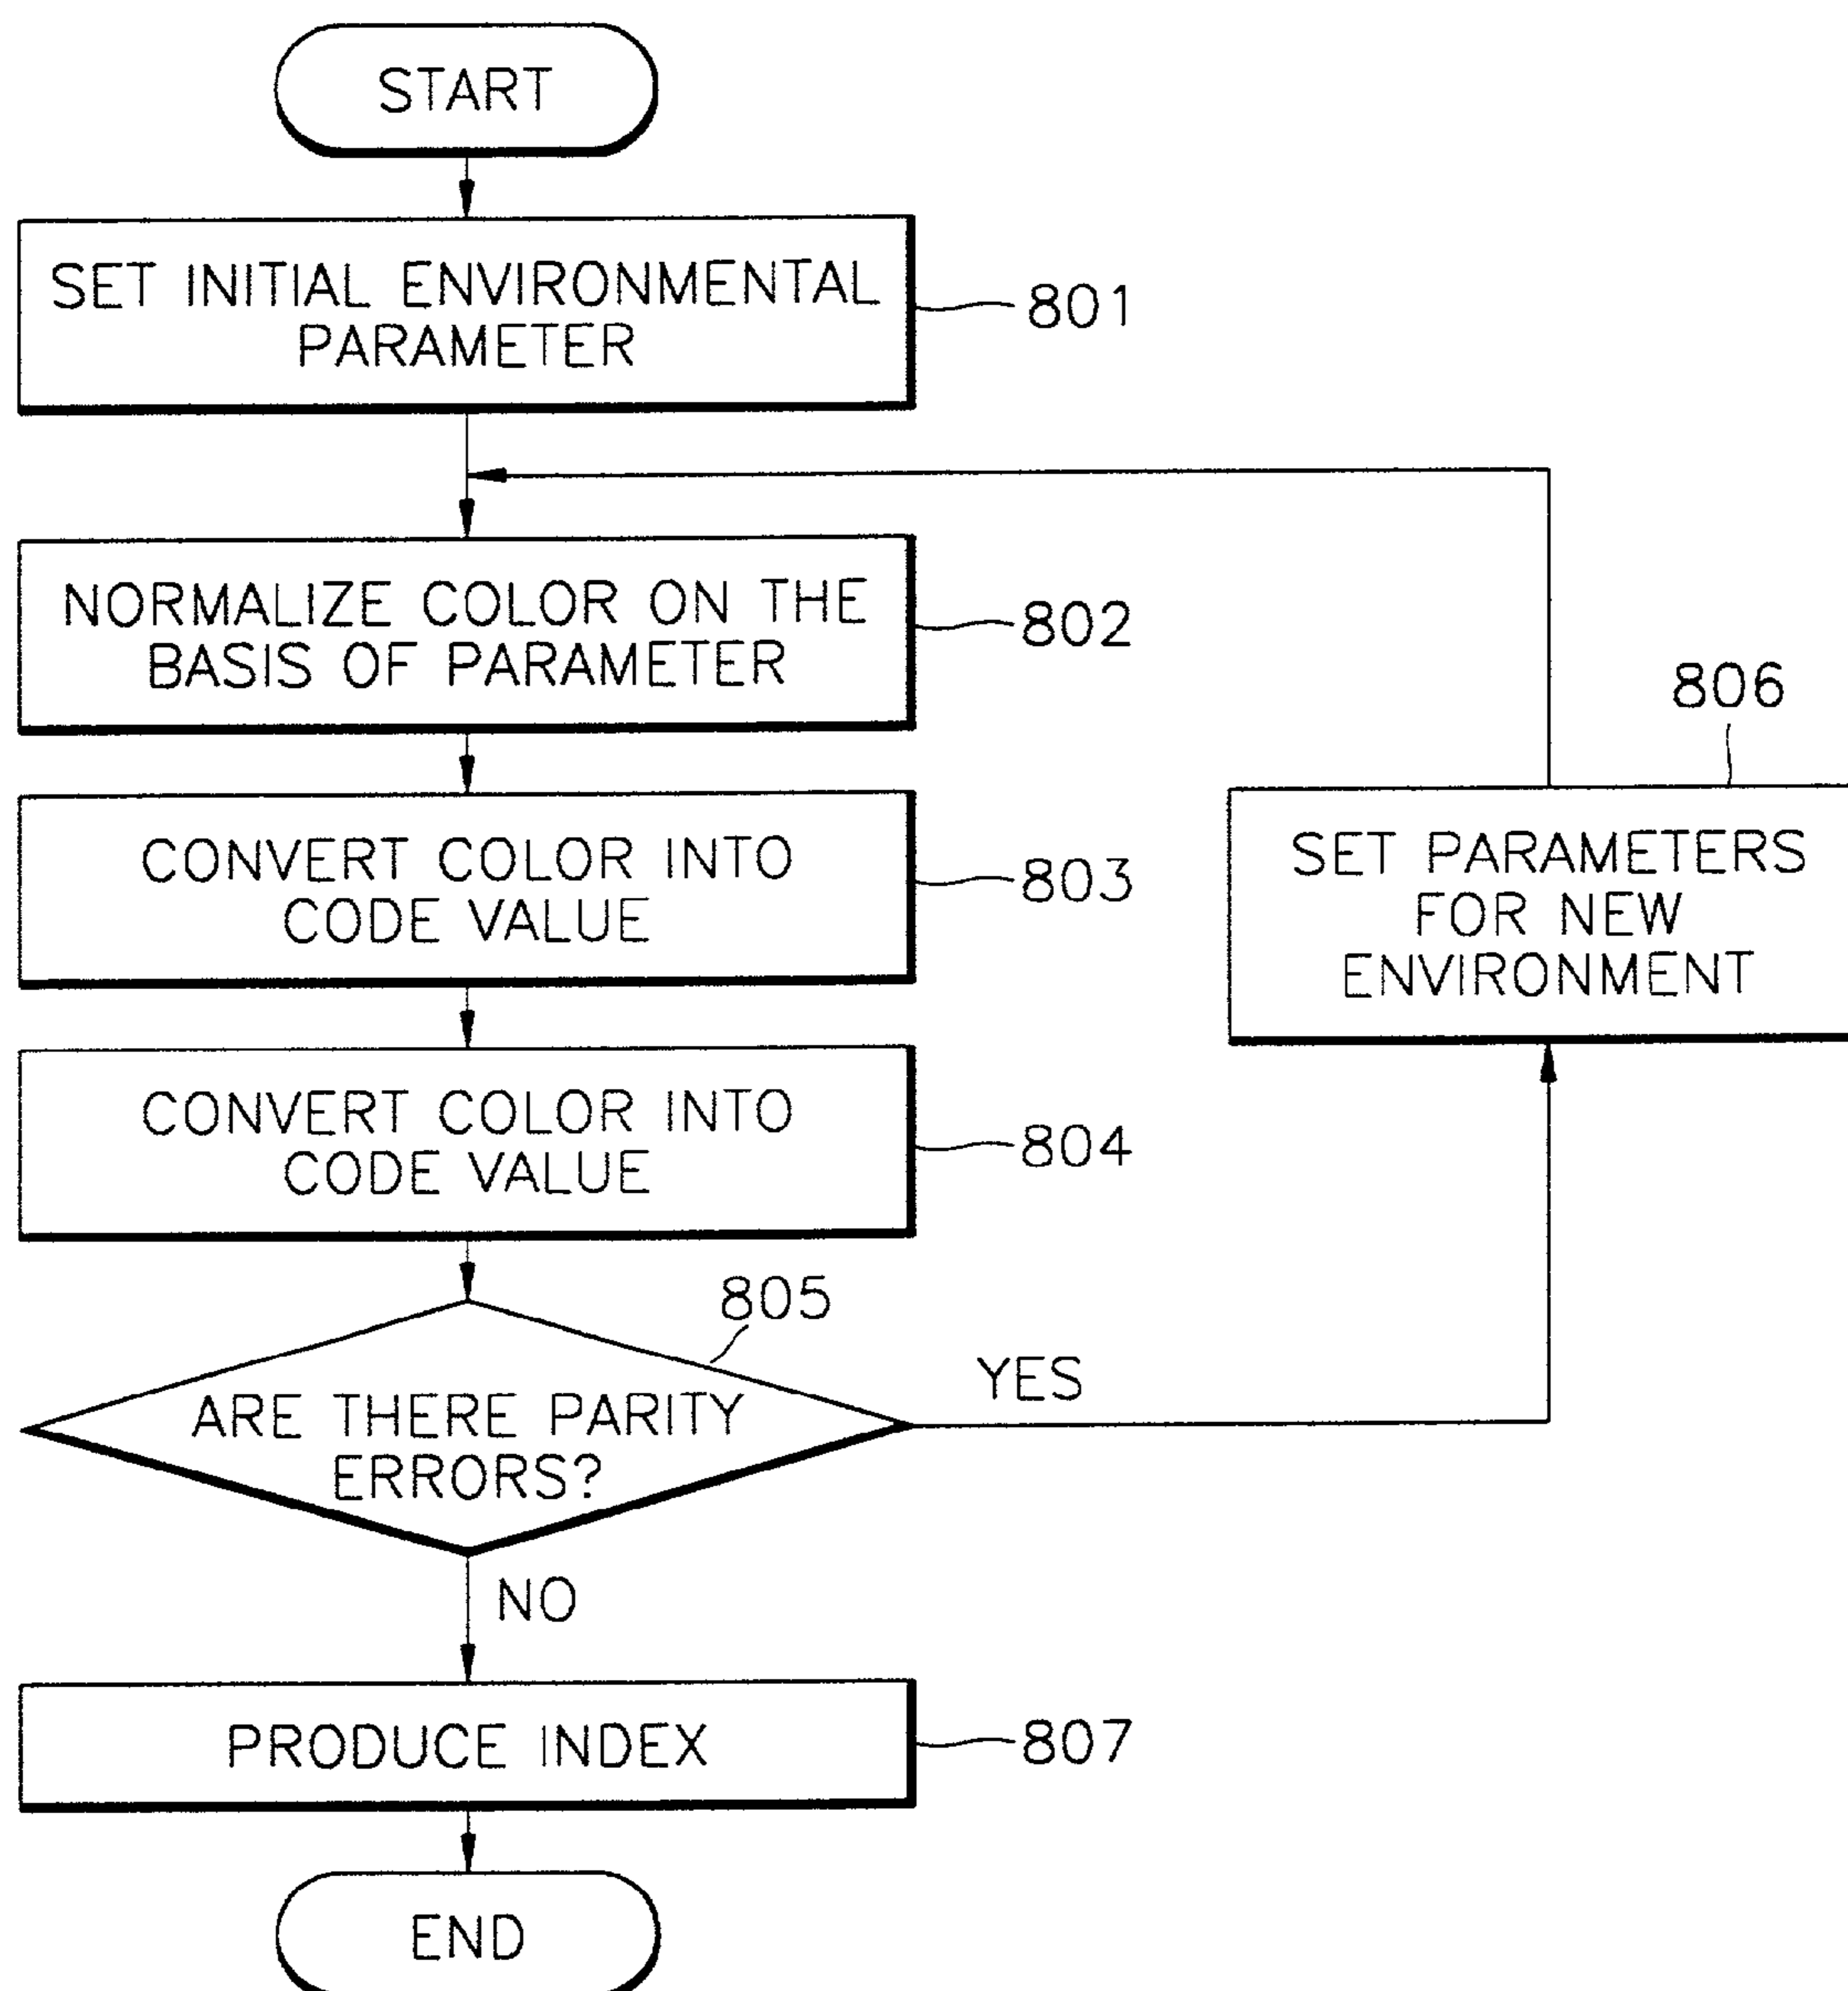 START
SET INITIAL ENVIRONMENTAL
PARAMETER
801
NORMALIZE COLOR ON THE
BASIS OF PARAMETER
802
806
CONVERT COLOR INTO
CODE VALUE
803
SET PARAMETERS
FOR NEW
ENVIRONMENT
CONVERT COLOR INTO
CODE VALUE
804
805
ARE THERE PARITY
ERRORS?
YES
NO
PRODUCE INDEX
807
END